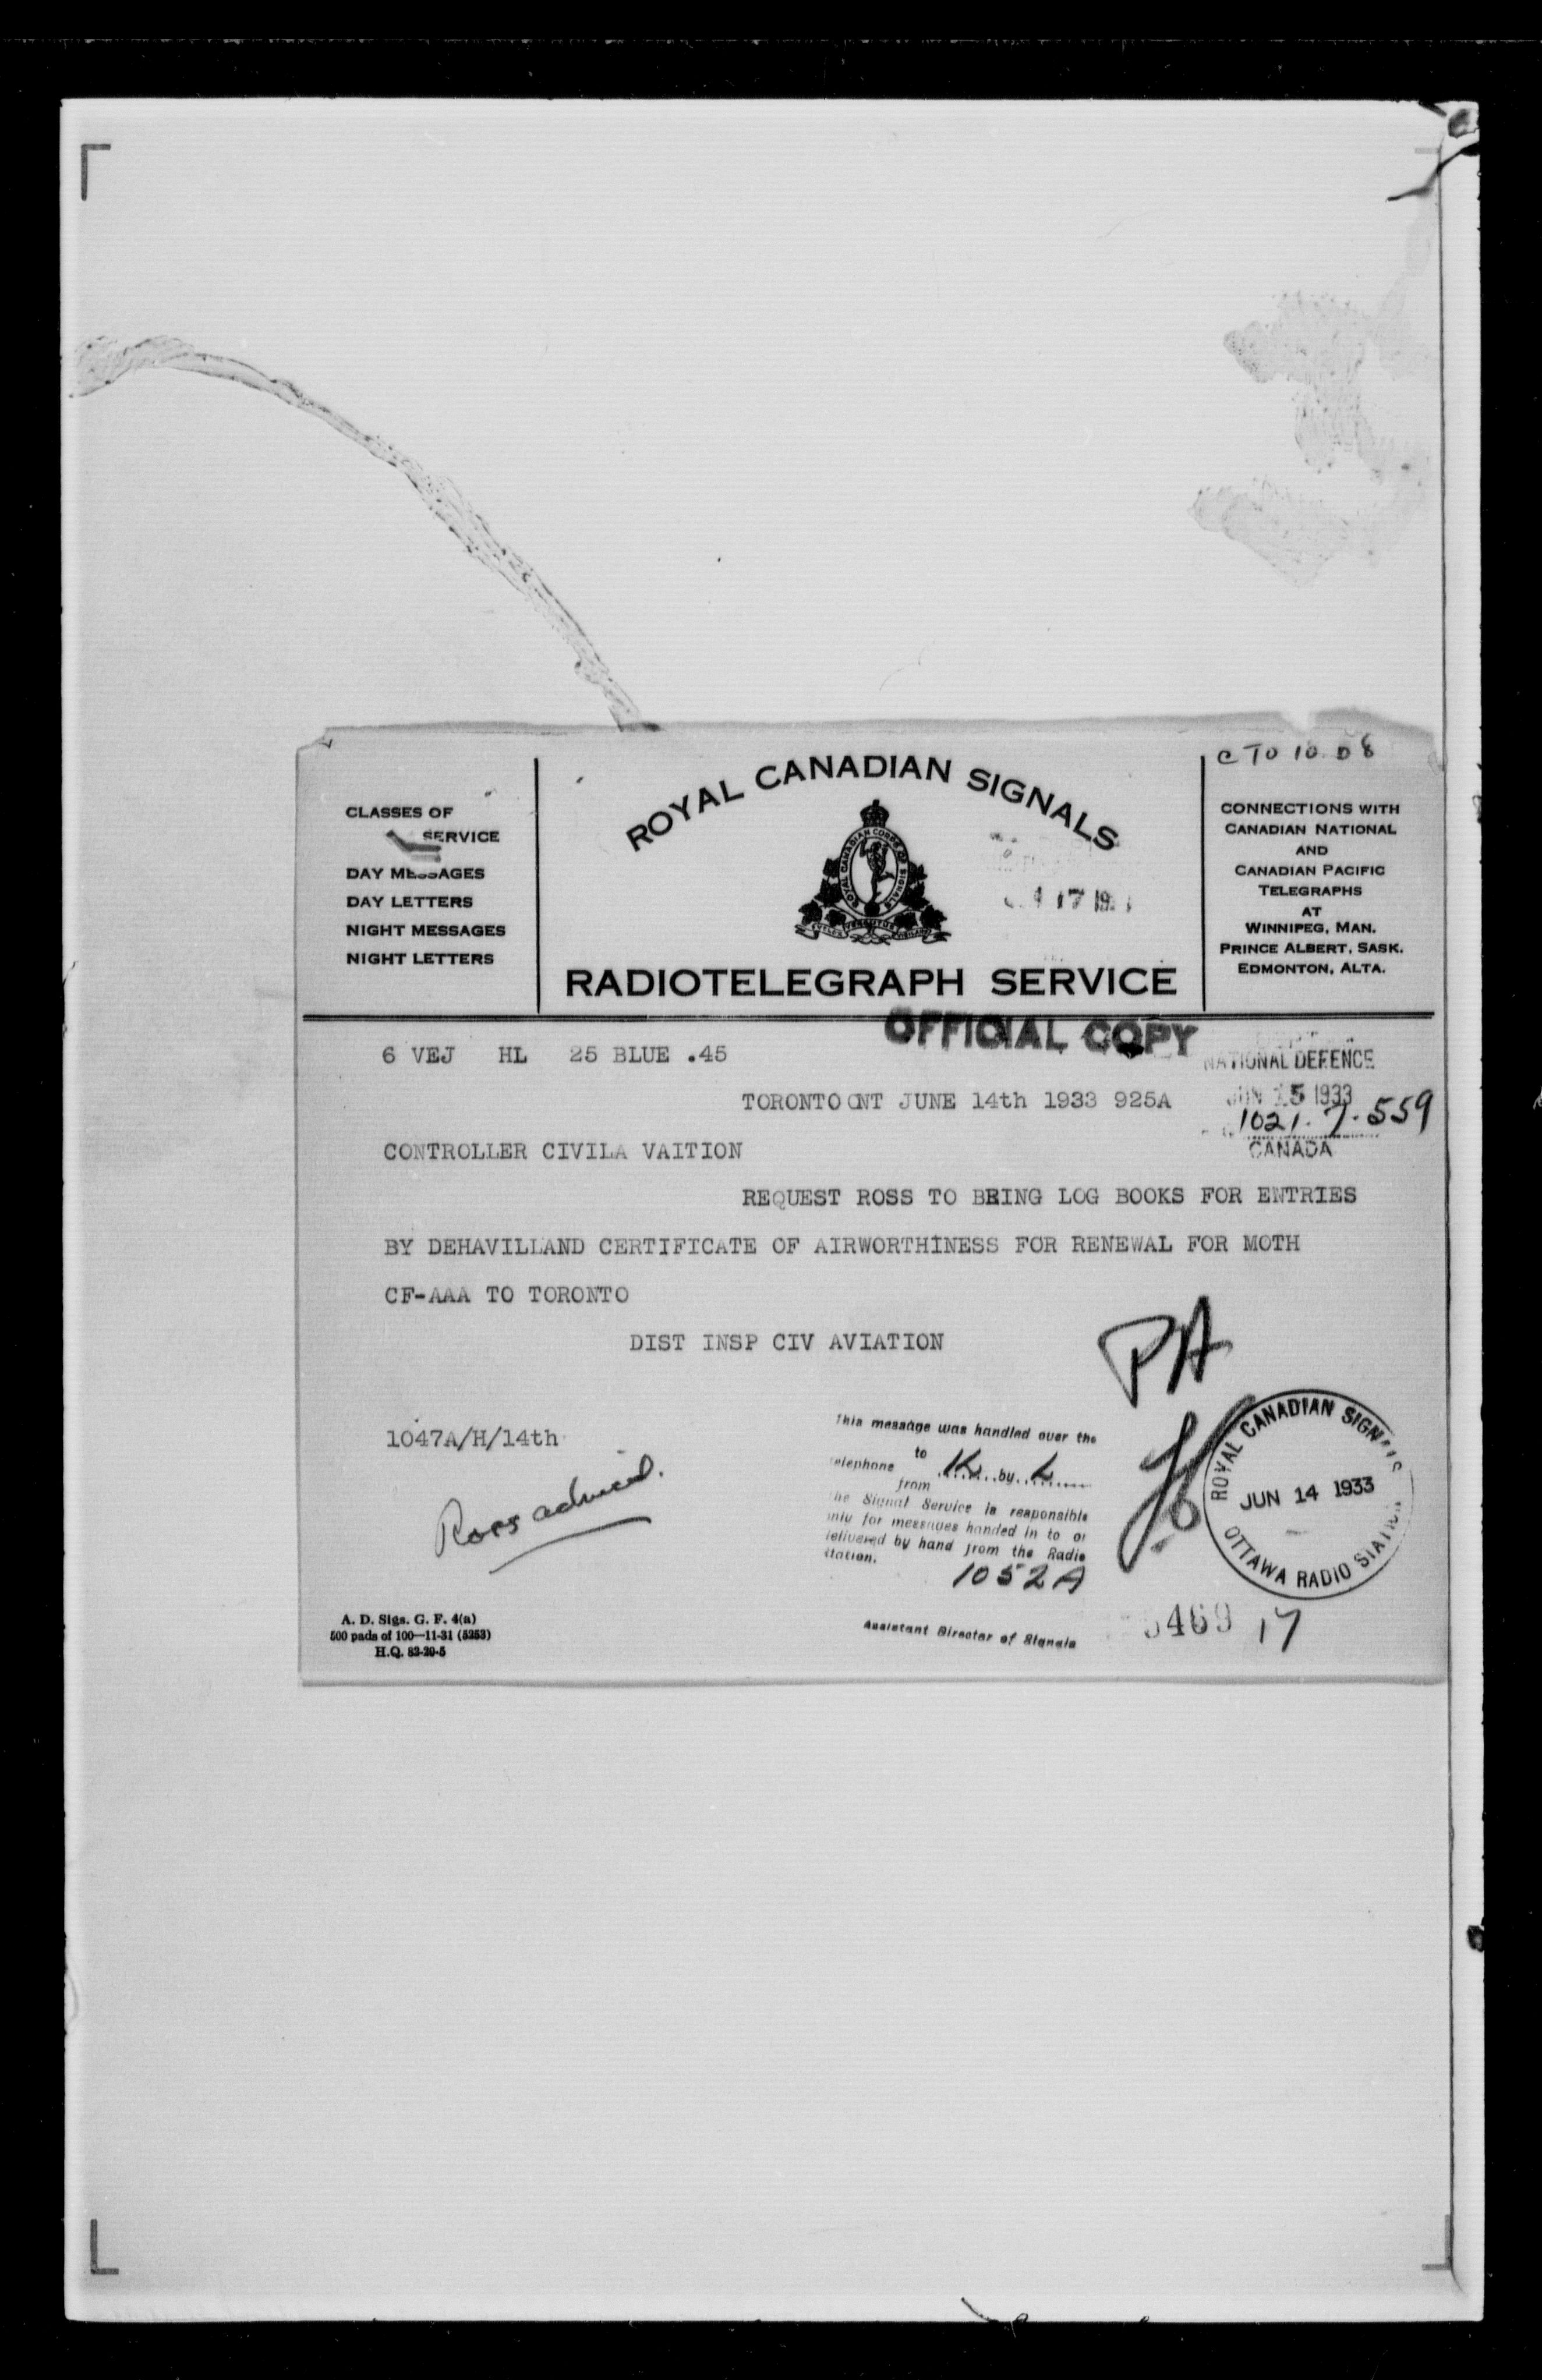 C TO 10.08
CLASSES OF
SERVICE
DAY MESSAGES
DAY LETTERS
NIGHT MESSAGES
NIGHT LETTERS
ROYAL CANADIAN SIGNALS
ROYAL CANADIAN CORPS OF SIGNALS
RADIOTELEGRAPH SERVICE
CONNECTIONS WITH
CANADIAN NATIONAL
AND
CANADIAN PACIFIC
TELEGRAPHS
AT
WINNIPEG, MAN.
PRINCE ALBERT, SASK.
EDMONTON, ALTA.
OFFICIAL COPY
6 VEJ HL 25 BLUE .45
NATIONAL DEFENCE
JUN 15 1933
1021-7-559
CANADA
TORONTO ONT JUNE 14th 1933 925A
CONTROLLER CIVILA VAITION
REQUEST ROSS TO BRING LOG BOOKS FOR ENTRIES
BY DEHAVILLAND CERTIFICATE OF AIRWORTHINESS FOR RENEWAL FOR MOTH
CF-AAA TO TORONTO
DIST INSP CIV AVIATION
PA
1047A/H/14th
Ross advised.
This message was handled over the
telephone to from K by L
The Signal Service is responsible
only for messages handed in to or
delivered by hand from the Radio
Station.
1052A
Assistant Director of Signals
ROYAL CANADIAN SIGNALS
JUN 14 1933
OTTAWA RADIO STATION
5469 17
A. D. Sigs. G. F. 4(a)
500 pads of 100—11-31 (5253)
H.Q. 83-20-5